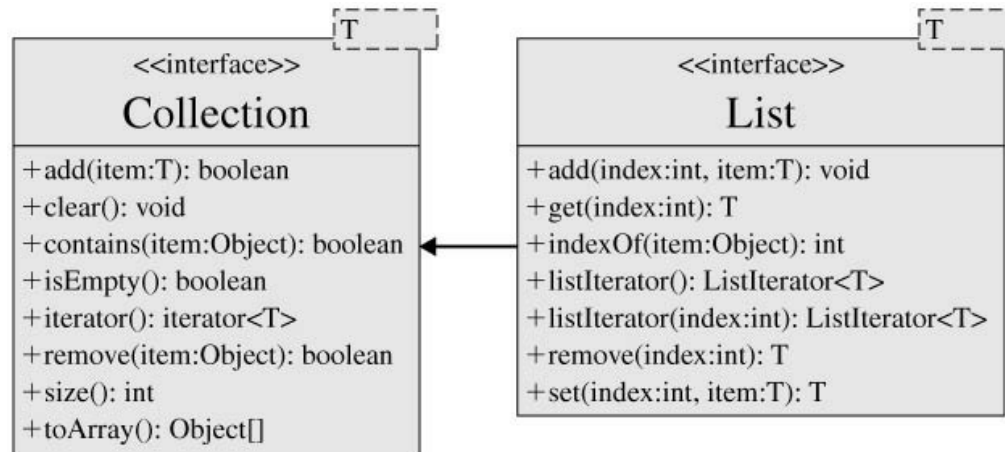 T
<<interface>>
Collection
+add(item:T): boolean
+clear(): void
+contains(item:Object): boolean
+isEmpty(): boolean
+iterator(): iterator<T>
+remove(item:Object): boolean
+size(): int
+toArray(): Object[]
T
<<interface>>
List
+add(index:int, item:T): void
+get(index:int): T
+indexOf(item:Object): int
+listIterator(): ListIterator<T>
+listIterator(index:int): ListIterator<T>
+remove(index:int): T
+set(index:int, item:T): T